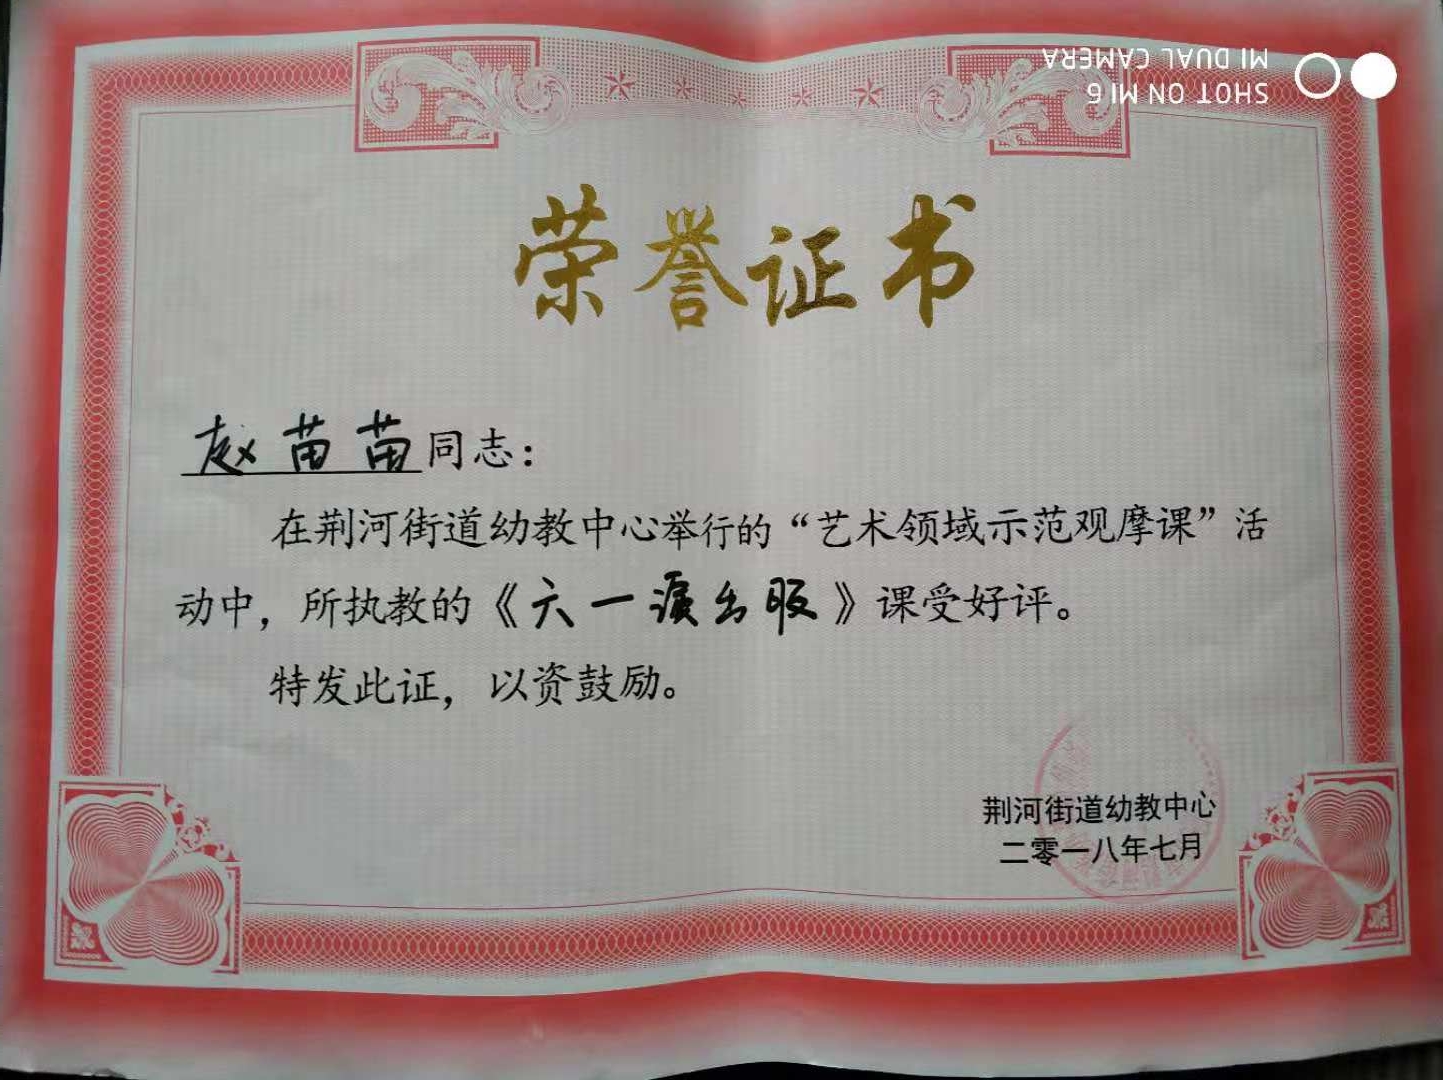 荣誉证书
赵苗苗同志：
在荆河街道幼教中心举行的“艺术领域示范观摩课”活
动中，所执教的《六一演出服》课受好评。
特发此证，以资鼓励。
荆河街道幼教中心
二零一八年七月
SHOT ON MI 6
MI DUAL CAMERA